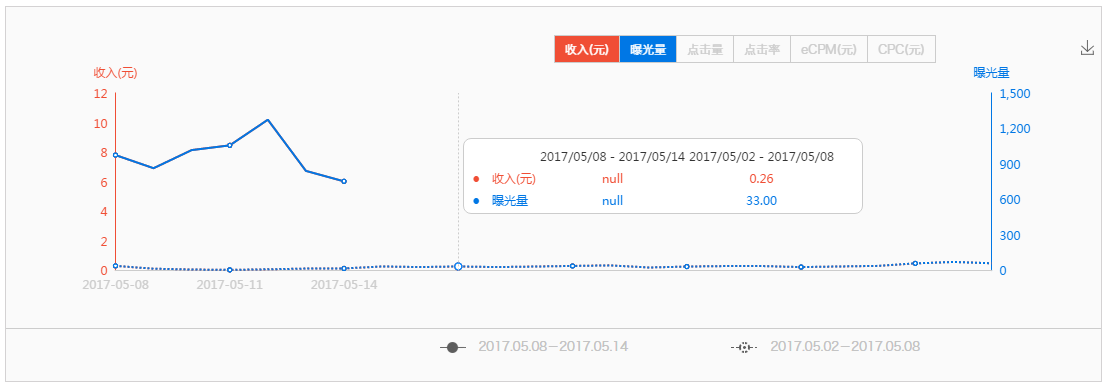 收入(元) 曝光量 点击量 点击率 eCPM(元) CPC(元)
收入(元) 曝光量
12 1,500
10 1,200
8 900
6 600
4
2 300
0 0
2017/05/08 - 2017/05/14 2017/05/02 - 2017/05/08
收入(元) null 0.26
曝光量 null 33.00
2017-05-08 2017-05-11 2017-05-14
2017.05.08－2017.05.14 2017.05.02－2017.05.08